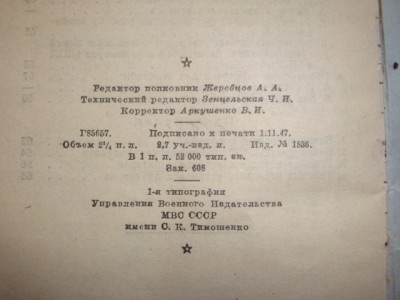 Редактор полковник Жеребцов А. А.
Технический редактор Зенцельская Ч. И.
Корректор Аркушенко В. И.
Г85657. Подписано к печати 1.11.47.
Объем 2¼ п. л. 2,7 уч.-изд. л. Изд. № 1836.
В 1 п. л. 52 000 тип. зн.
Зак. 608
1-я типография
Управления Военного Издательства
МВС СССР
имени С. К. Тимошенко